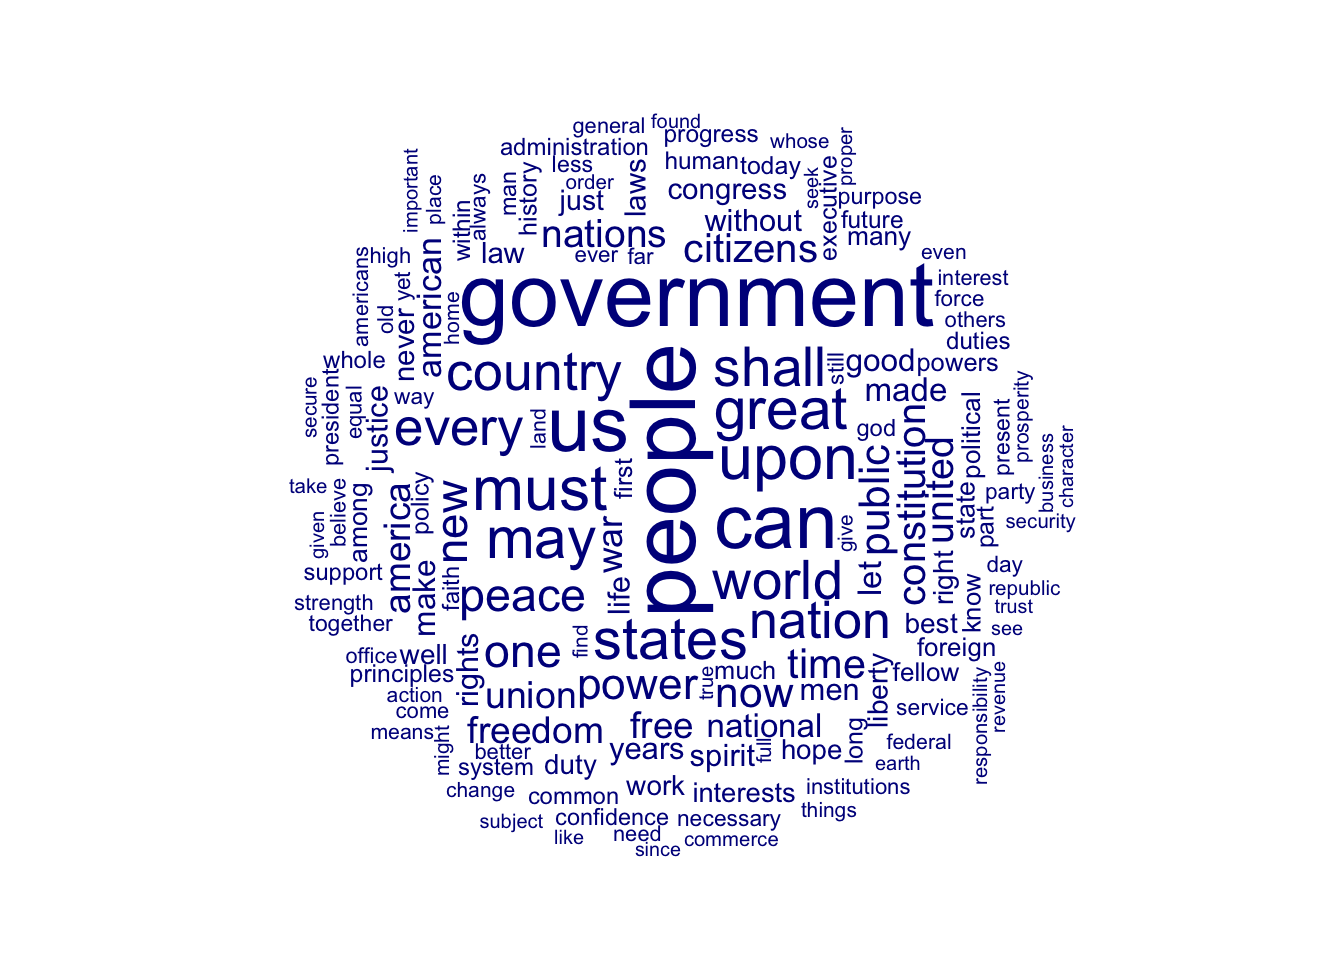 general found
administration progress whose
less human today
important place always man history order just laws congress seek executive proper purpose
within nations without future
law ever far citizens many
americans high american even
old never yet home government interest
force
others
whole country people shall still good powers duties
secure president equal justice way every land us great made god
constitution political present prosperity
upon public united business character
take believe among america policy new must first party
given may war can give state part security
support make faith peace life world let right know day
strength republic
together states nation best trust
see
office well rights one find foreign
principles time
action union power true much now men liberty fellow
come service responsibility revenue
means freedom free national long
might better years spirit full hope federal
system duty earth
change common work interests institutions
subject confidence necessary things
like need commerce
since